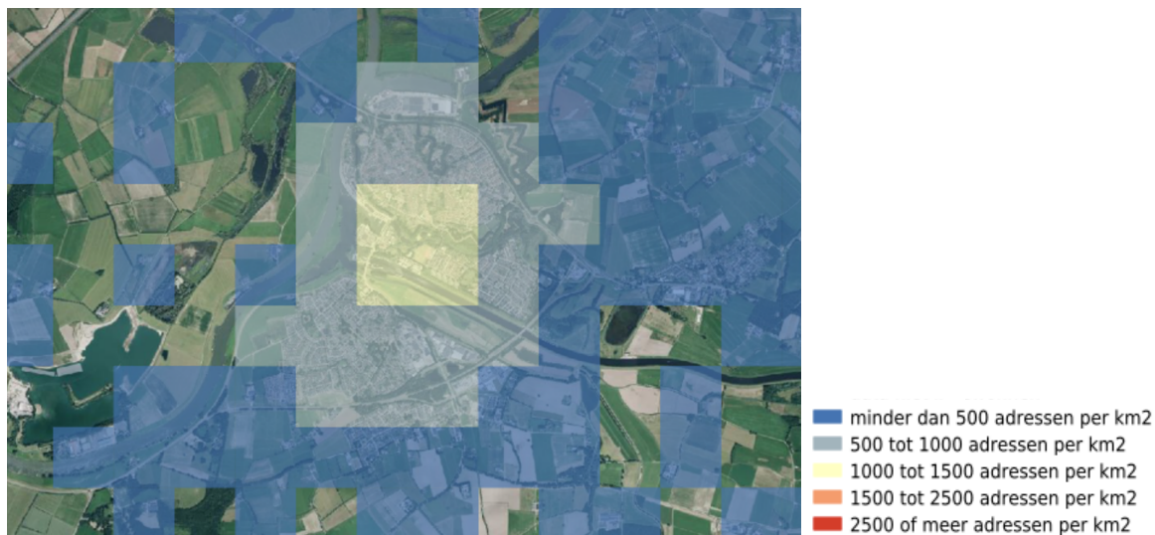 minder dan 500 adressen per km2
500 tot 1000 adressen per km2
1000 tot 1500 adressen per km2
1500 tot 2500 adressen per km2
2500 of meer adressen per km2